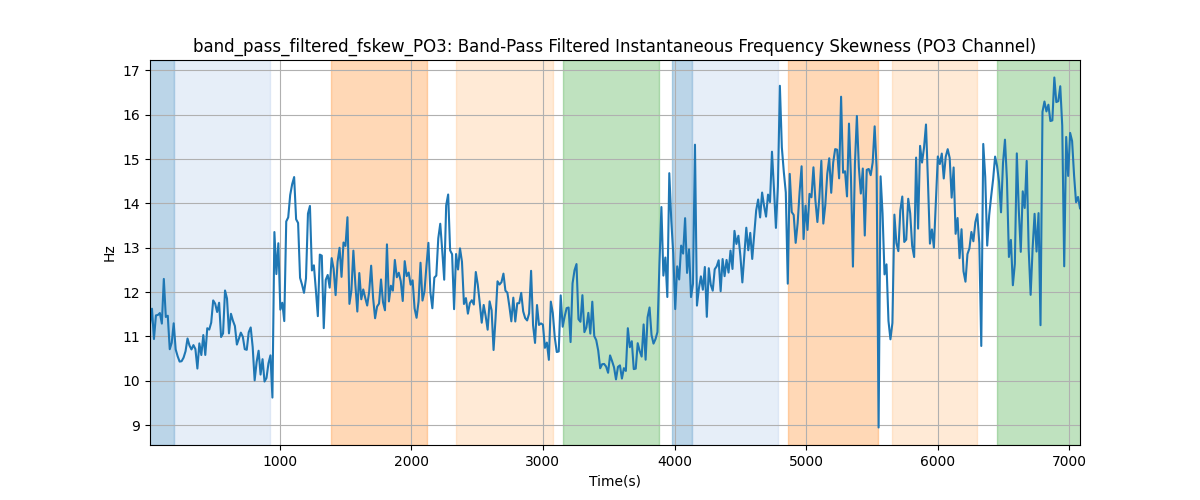 band_pass_filtered_fskew_PO3: Band-Pass Filtered Instantaneous Frequency Skewness (PO3 Channel)
17
16
15
14
13
12
11
10
9
Hz
1000 2000 3000 4000 5000 6000 7000
Time(s)